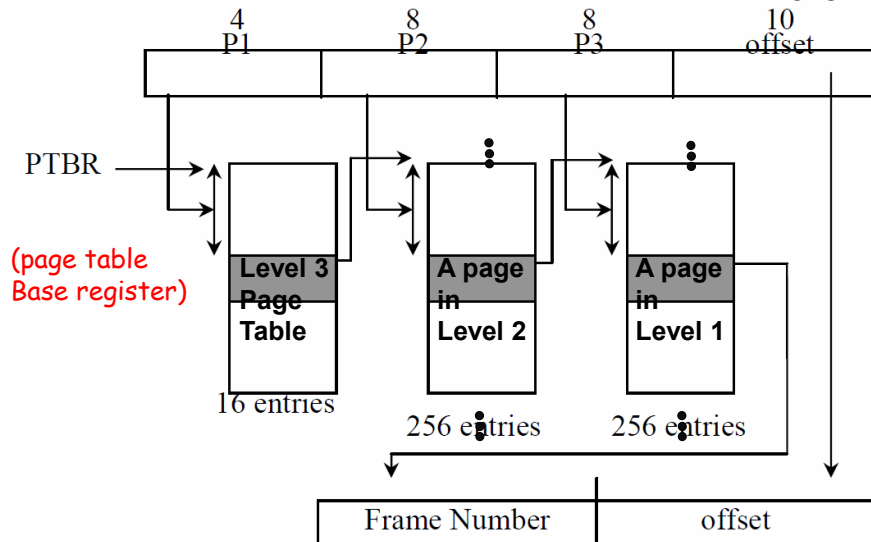 4 8 8 10
P1 P2 P3 offset
PTBR
(page table
Base register)
Level 3
Page
Table
A page
in
Level 2
A page
in
Level 1
16 entries
256 entries
256 entries
Frame Number
offset